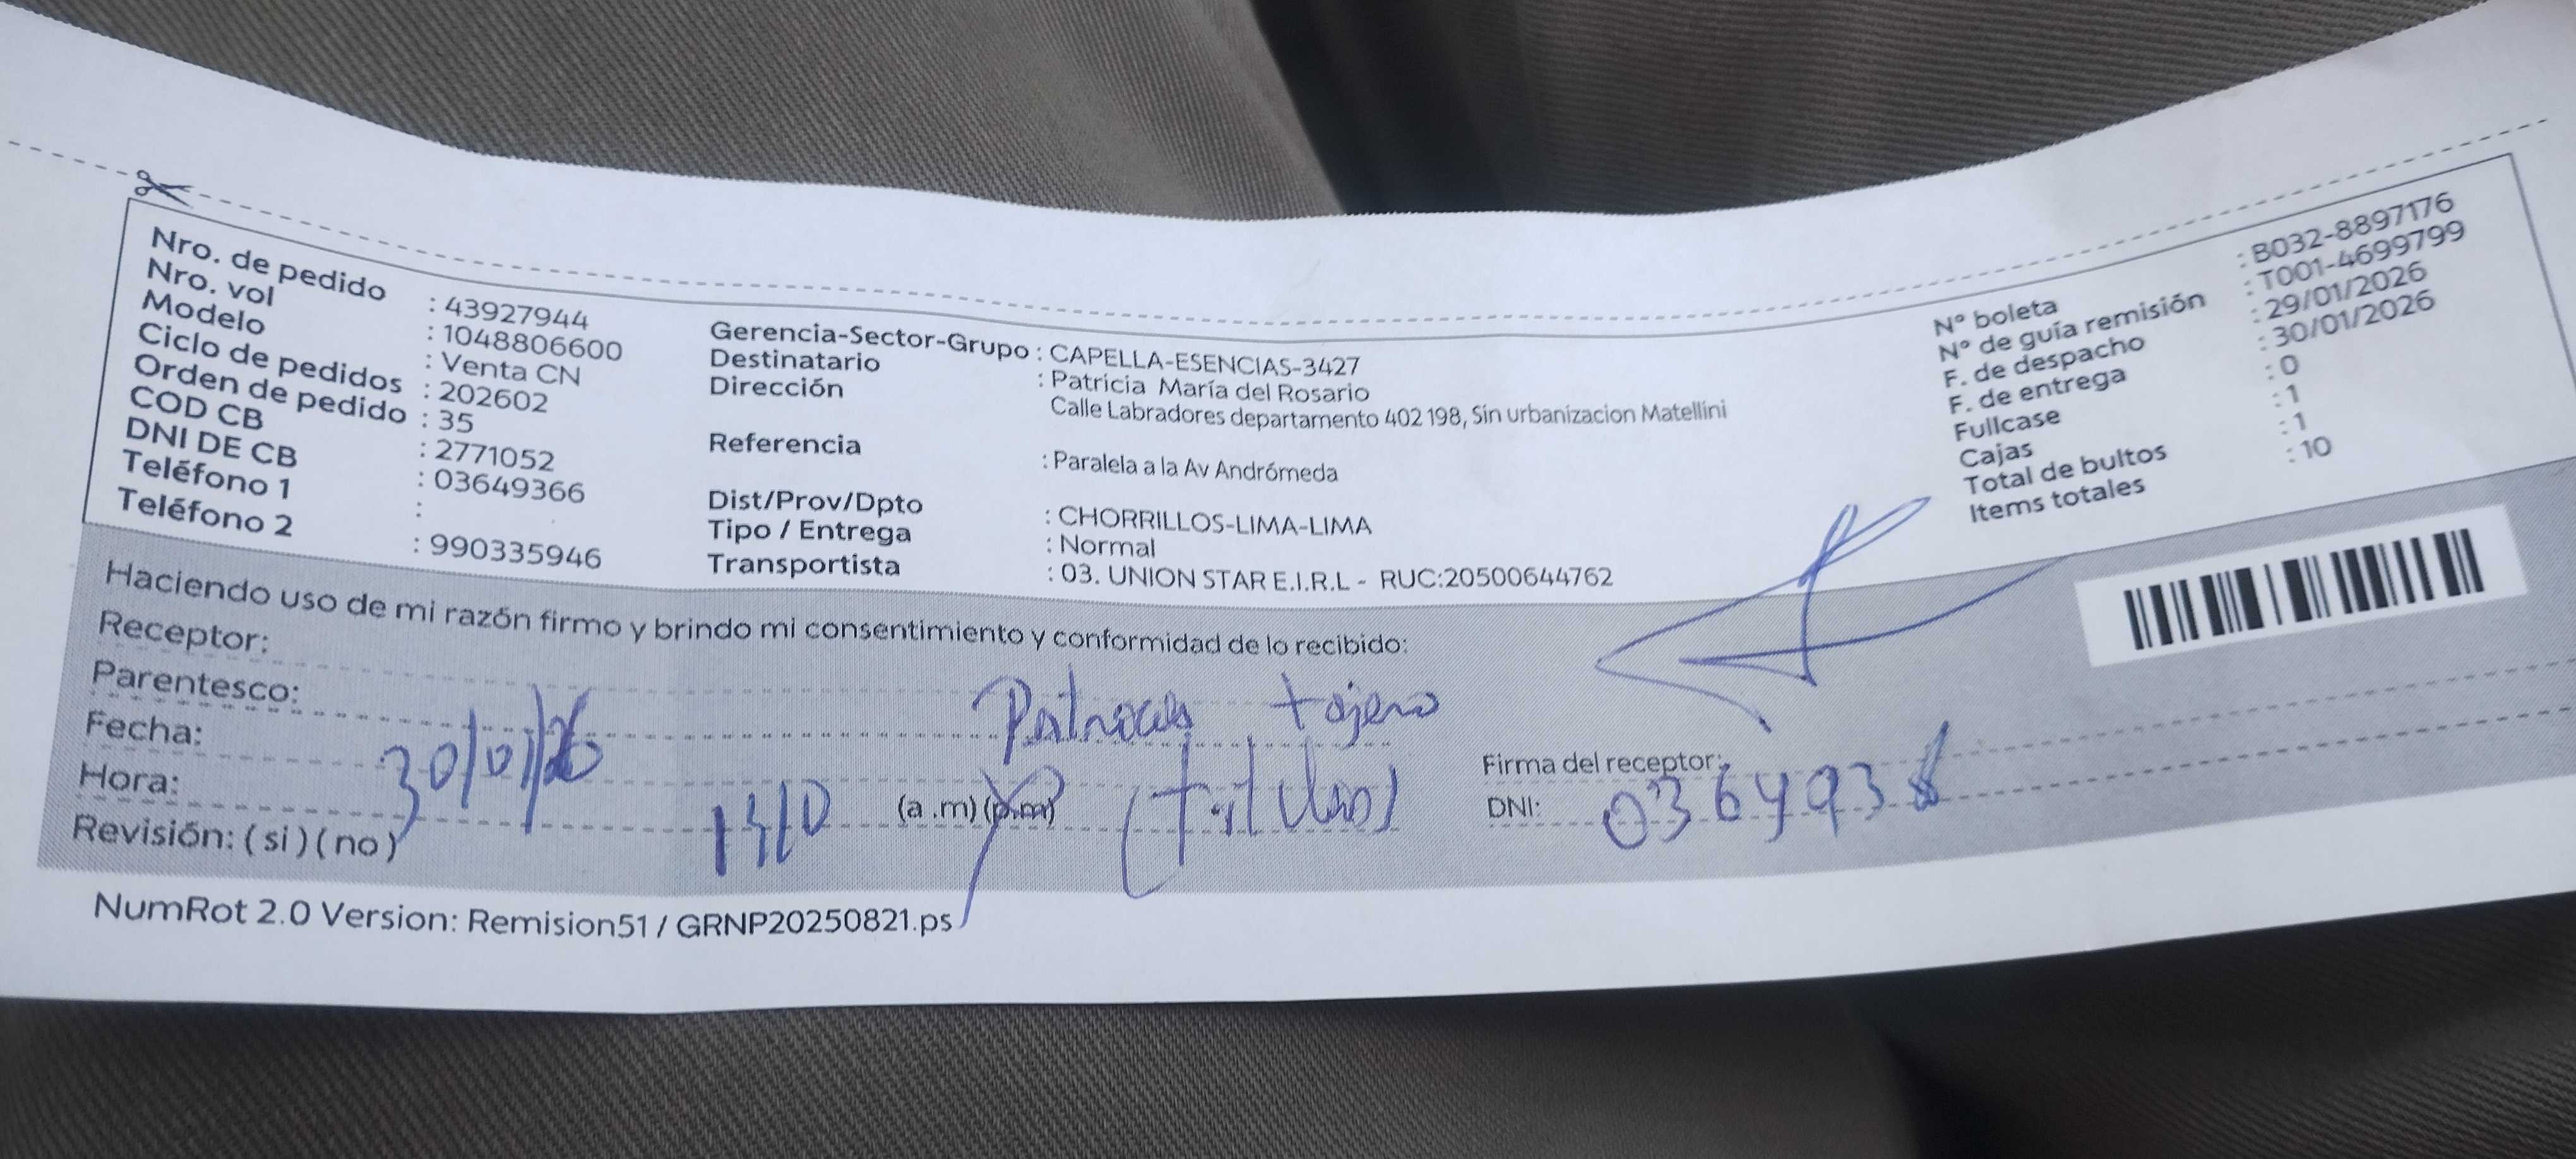 Nro. de pedido : 43927944
Nro. vol : 1048806600
Modelo : Venta CN
Ciclo de pedidos : 202602
Orden de pedido : 35
COD CB : 2771052
DNI DE CB : 03649366
Teléfono 1 :
Teléfono 2 : 990335946
Gerencia-Sector-Grupo : CAPELLA-ESENCIAS-3427
Destinatario : Patricia María del Rosario
Dirección Calle Labradores departamento 402 198, Sin urbanizacion Matellini
Referencia : Paralela a la Av Andrómeda
Dist/Prov/Dpto : CHORRILLOS-LIMA-LIMA
Tipo / Entrega : Normal
Transportista : 03. UNION STAR E.I.R.L - RUC:20500644762
N° boleta : B032-8897176
N° de guía remisión : T001-4699799
F. de despacho : 29/01/2026
F. de entrega : 30/01/2026
Fullcase : 0
Cajas : 1
Total de bultos : 1
Items totales : 10
Haciendo uso de mi razón firmo y brindo mi consentimiento y conformidad de lo recibido:
Receptor:
Parentesco:
Fecha: 30/01/26
Hora: (a.m)(p.m)
Revisión: (si)(no)
Firma del receptor:
DNI:
NumRot 2.0 Version: Remision51 / GRNP20250821.ps